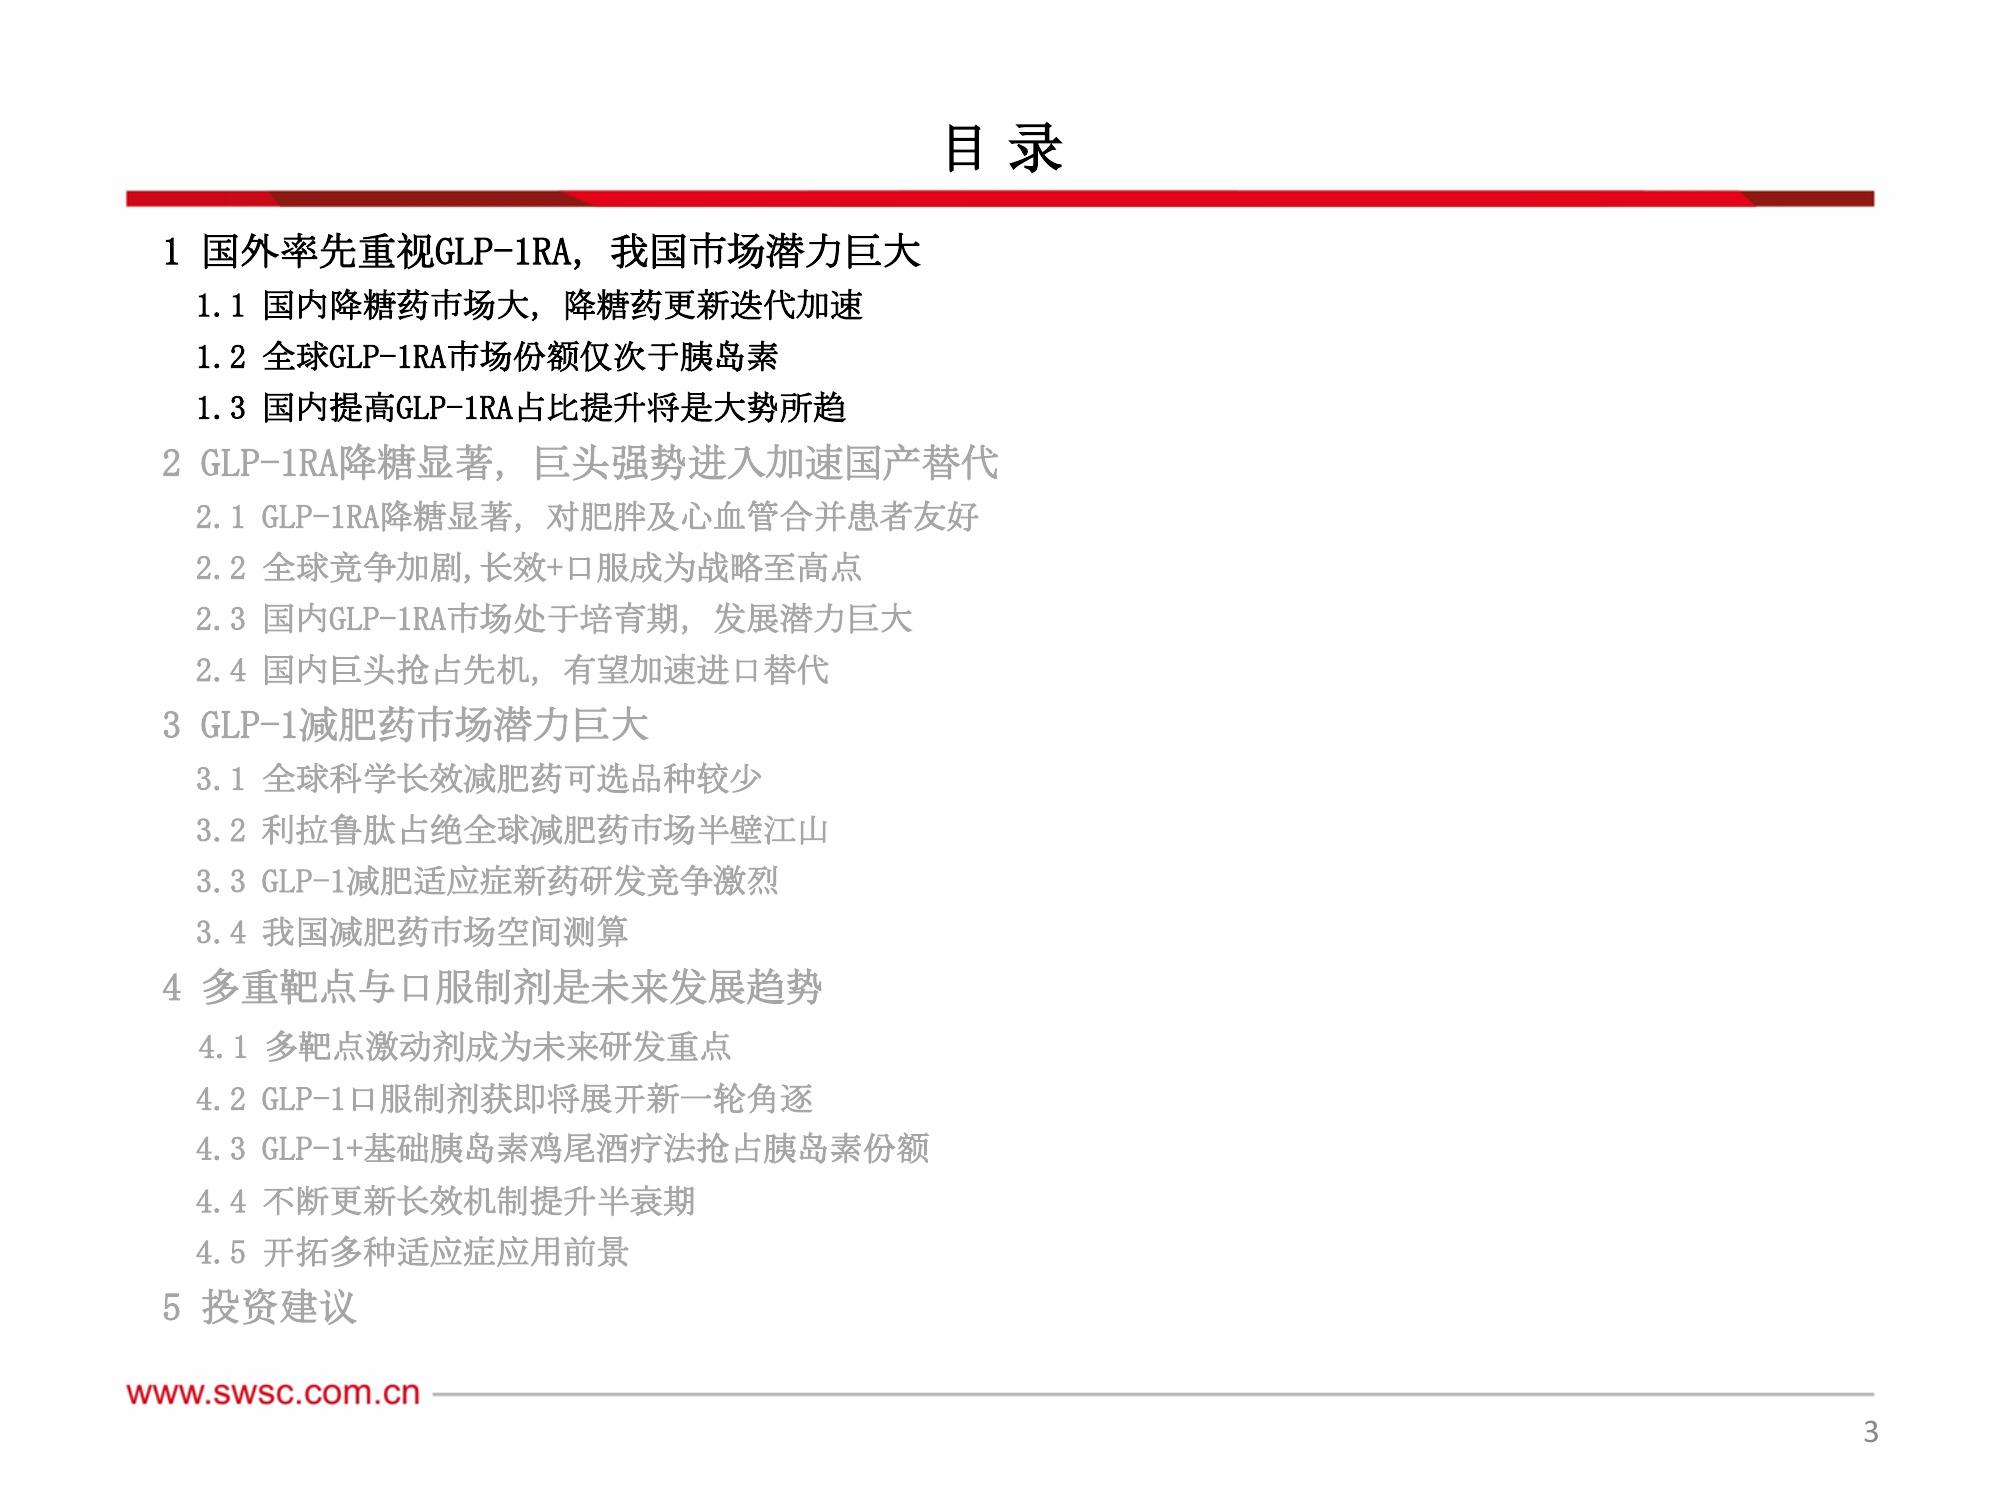 目 录
1 国外率先重视GLP-1RA，我国市场潜力巨大
1.1 国内降糖药市场大，降糖药更新迭代加速
1.2 全球GLP-1RA市场份额仅次于胰岛素
1.3 国内提高GLP-1RA占比提升将是大势所趋
2 GLP-1RA降糖显著，巨头强势进入加速国产替代
2.1 GLP-1RA降糖显著，对肥胖及心血管合并患者友好
2.2 全球竞争加剧,长效+口服成为战略至高点
2.3 国内GLP-1RA市场处于培育期，发展潜力巨大
2.4 国内巨头抢占先机，有望加速进口替代
3 GLP-1减肥药市场潜力巨大
3.1 全球科学长效减肥药可选品种较少
3.2 利拉鲁肽占绝全球减肥药市场半壁江山
3.3 GLP-1减肥适应症新药研发竞争激烈
3.4 我国减肥药市场空间测算
4 多重靶点与口服制剂是未来发展趋势
4.1 多靶点激动剂成为未来研发重点
4.2 GLP-1口服制剂获即将展开新一轮角逐
4.3 GLP-1+基础胰岛素鸡尾酒疗法抢占胰岛素份额
4.4 不断更新长效机制提升半衰期
4.5 开拓多种适应症应用前景
5 投资建议
www.swsc.com.cn
3